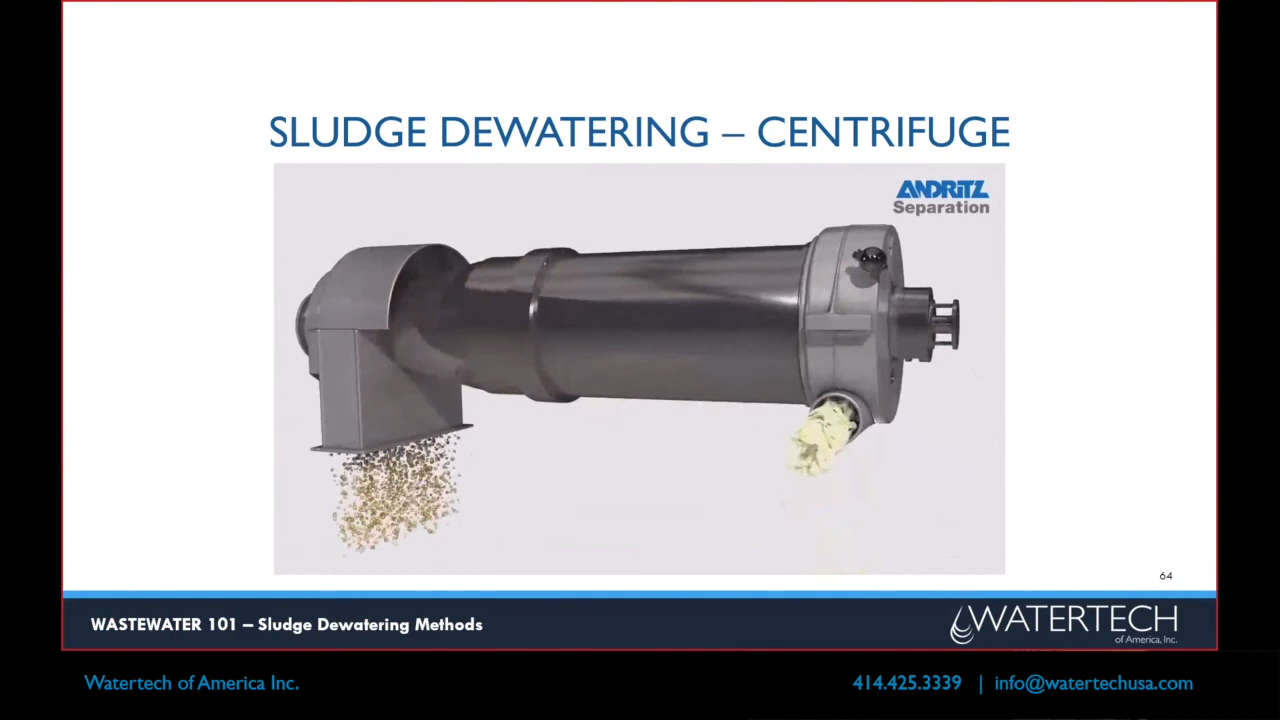 SLUDGE DEWATERING – CENTRIFUGE
ANDRITZ
Separation
64
WASTEWATER 101 – Sludge Dewatering Methods
WATERTECH
of America, Inc.
Watertech of America Inc.
414.425.3339 | info@watertechusa.com